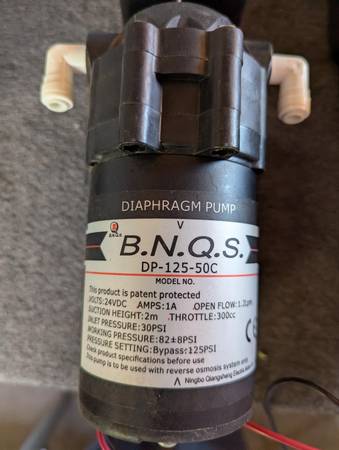 DIAPHRAGM PUMP
V
B.N.Q.S.
B.N.Q.S.
DP-125-50C
MODEL NO.
This product is patent protected
.VOLTS:24VDC AMPS:1A .OPEN FLOW:1.2lpm
SUCTION HEIGHT:2m .THROTTLE:300cc
INLET PRESSURE:30PSI
WORKING PRESSURE:82±8PSI
PRESSURE SETTING:Bypass:125PSI
Check product specifications before use
This pump is to be used with reverse osmosis system only
Λ Ningbo Qiangsheng
CE